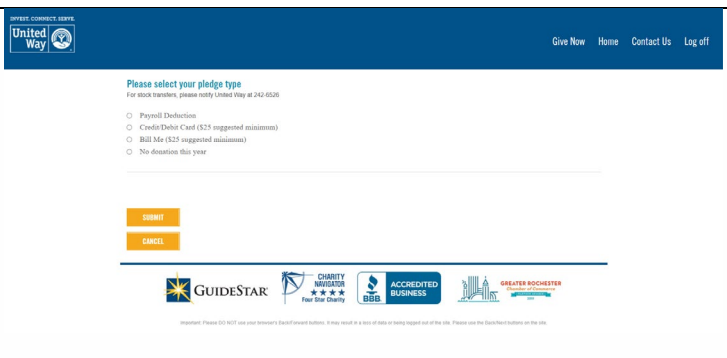 INVEST. CONNECT. SERVE.
United
Way
Give Now Home Contact Us Log off
Please select your pledge type
For stock transfers, please notify United Way at 242-6526
Payroll Deduction
Credit/Debit Card ($25 suggested minimum)
Bill Me ($25 suggested minimum)
No donation this year
SUBMIT
CANCEL
GUIDESTAR
CHARITY
NAVIGATOR
Four Star Charity
BBB
ACCREDITED
BUSINESS
GREATER ROCHESTER
Chamber of Commerce
Important: Please DO NOT use your browser's Back/Forward buttons. It may result in a loss of data or being logged out of the site. Please use the Back/Next buttons on the site.